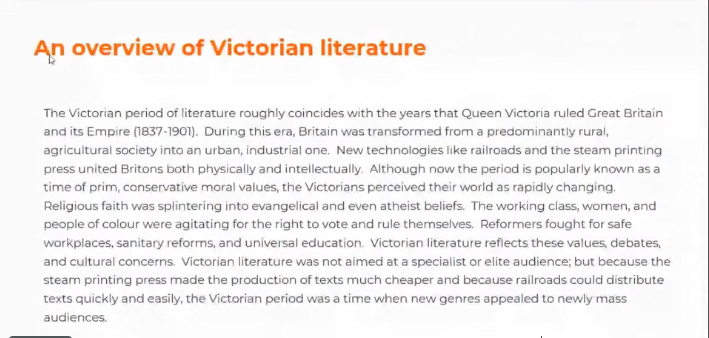 An overview of Victorian literature
The Victorian period of literature roughly coincides with the years that Queen Victoria ruled Great Britain
and its Empire (1837-1901).  During this era, Britain was transformed from a predominantly rural,
agricultural society into an urban, industrial one.  New technologies like railroads and the steam printing
press united Britons both physically and intellectually.  Although now the period is popularly known as a
time of prim, conservative moral values, the Victorians perceived their world as rapidly changing.
Religious faith was splintering into evangelical and even atheist beliefs.  The working class, women, and
people of colour were agitating for the right to vote and rule themselves.  Reformers fought for safe
workplaces, sanitary reforms, and universal education.  Victorian literature reflects these values, debates,
and cultural concerns.  Victorian literature was not aimed at a specialist or elite audience; but because the
steam printing press made the production of texts much cheaper and because railroads could distribute
texts quickly and easily, the Victorian period was a time when new genres appealed to newly mass
audiences.